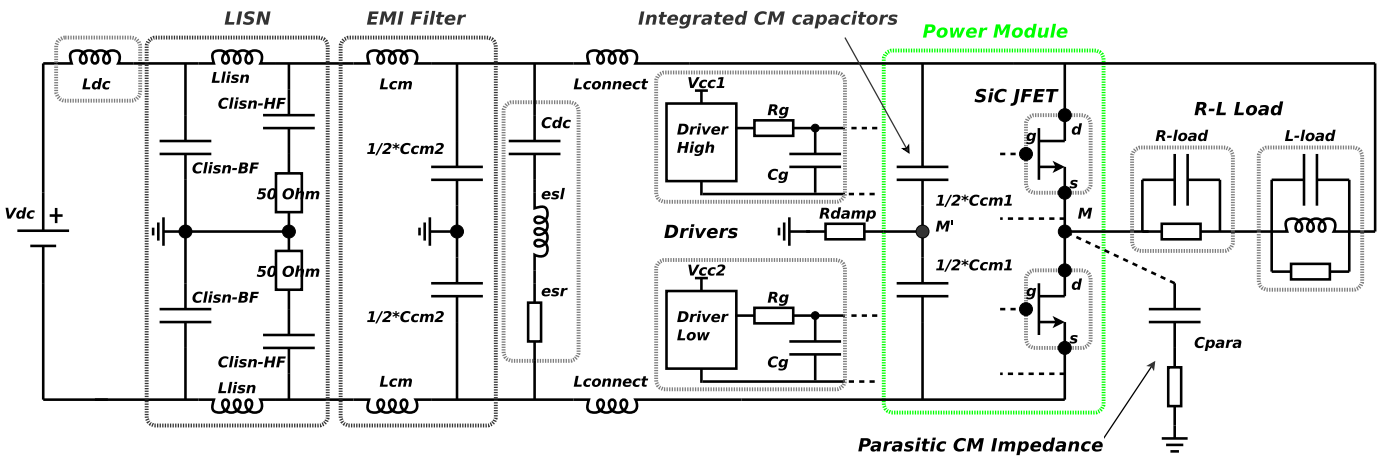 LISN
EMI Filter
Integrated CM capacitors
Power Module
Ldc
Llisn
Clisn-HF
Lcm
Lconnect
Vcc1
Driver
High
Rg
Cg
SiC JFET
g
d
s
R-L Load
R-load
L-load
Cdc
1/2*Ccm2
Clisn-BF
50 Ohm
esl
Vdc
+
Drivers
Rdamp
1/2*Ccm1
M'
M
50 Ohm
Clisn-BF
esr
1/2*Ccm2
Vcc2
Driver
Low
Rg
Cg
1/2*Ccm1
g
d
s
Cpara
Clisn-HF
Llisn
Lcm
Lconnect
Parasitic CM Impedance